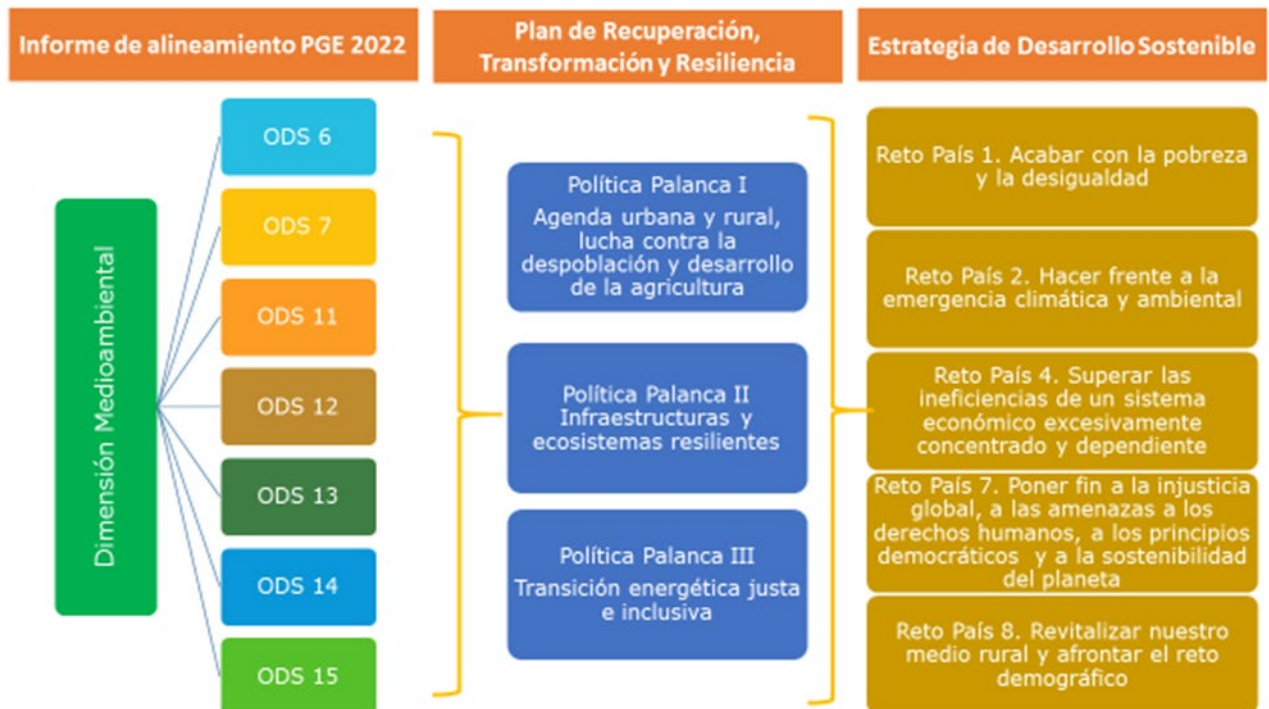 Informe de alineamiento PGE 2022
Plan de Recuperación,
Transformación y Resiliencia
Estrategia de Desarrollo Sostenible
Dimensión Medioambiental
ODS 6
ODS 7
ODS 11
ODS 12
ODS 13
ODS 14
ODS 15
Política Palanca I
Agenda urbana y rural,
lucha contra la
despoblación y desarrollo
de la agricultura
Política Palanca II
Infraestructuras y
ecosistemas resilientes
Política Palanca III
Transición energética justa
e inclusiva
Reto País 1. Acabar con la pobreza
y la desigualdad
Reto País 2. Hacer frente a la
emergencia climática y ambiental
Reto País 4. Superar las
ineficiencias de un sistema
económico excesivamente
concentrado y dependiente
Reto País 7. Poner fin a la injusticia
global, a las amenazas a los
derechos humanos, a los principios
democráticos y a la sostenibilidad
del planeta
Reto País 8. Revitalizar nuestro
medio rural y afrontar el reto
demográfico